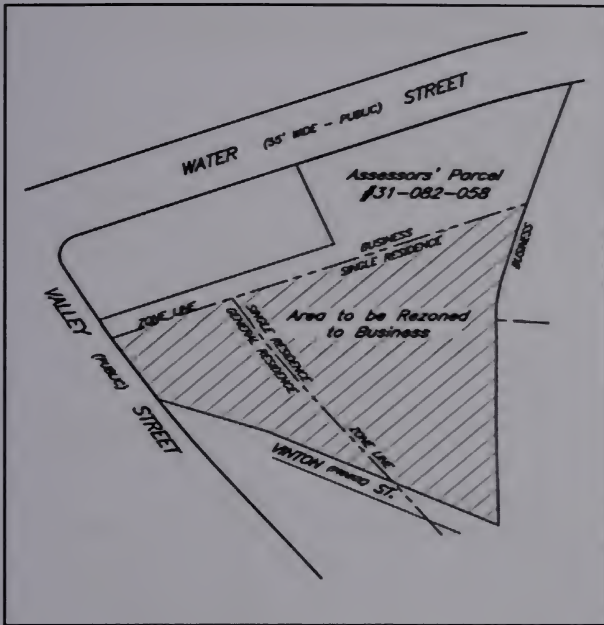 WATER (55' WIDE - PUBLIC) STREET
Assessors' Parcel
#31-082-058
BUSINESS
SINGLE RESIDENCE
BUSINESS
ZONE LINE
SINGLE RESIDENCE
GENERAL RESIDENCE
Area to be Rezoned
to Business
VALLEY (PUBLIC) STREET
ZONE LINE
VINTON (PRIVATE) ST.